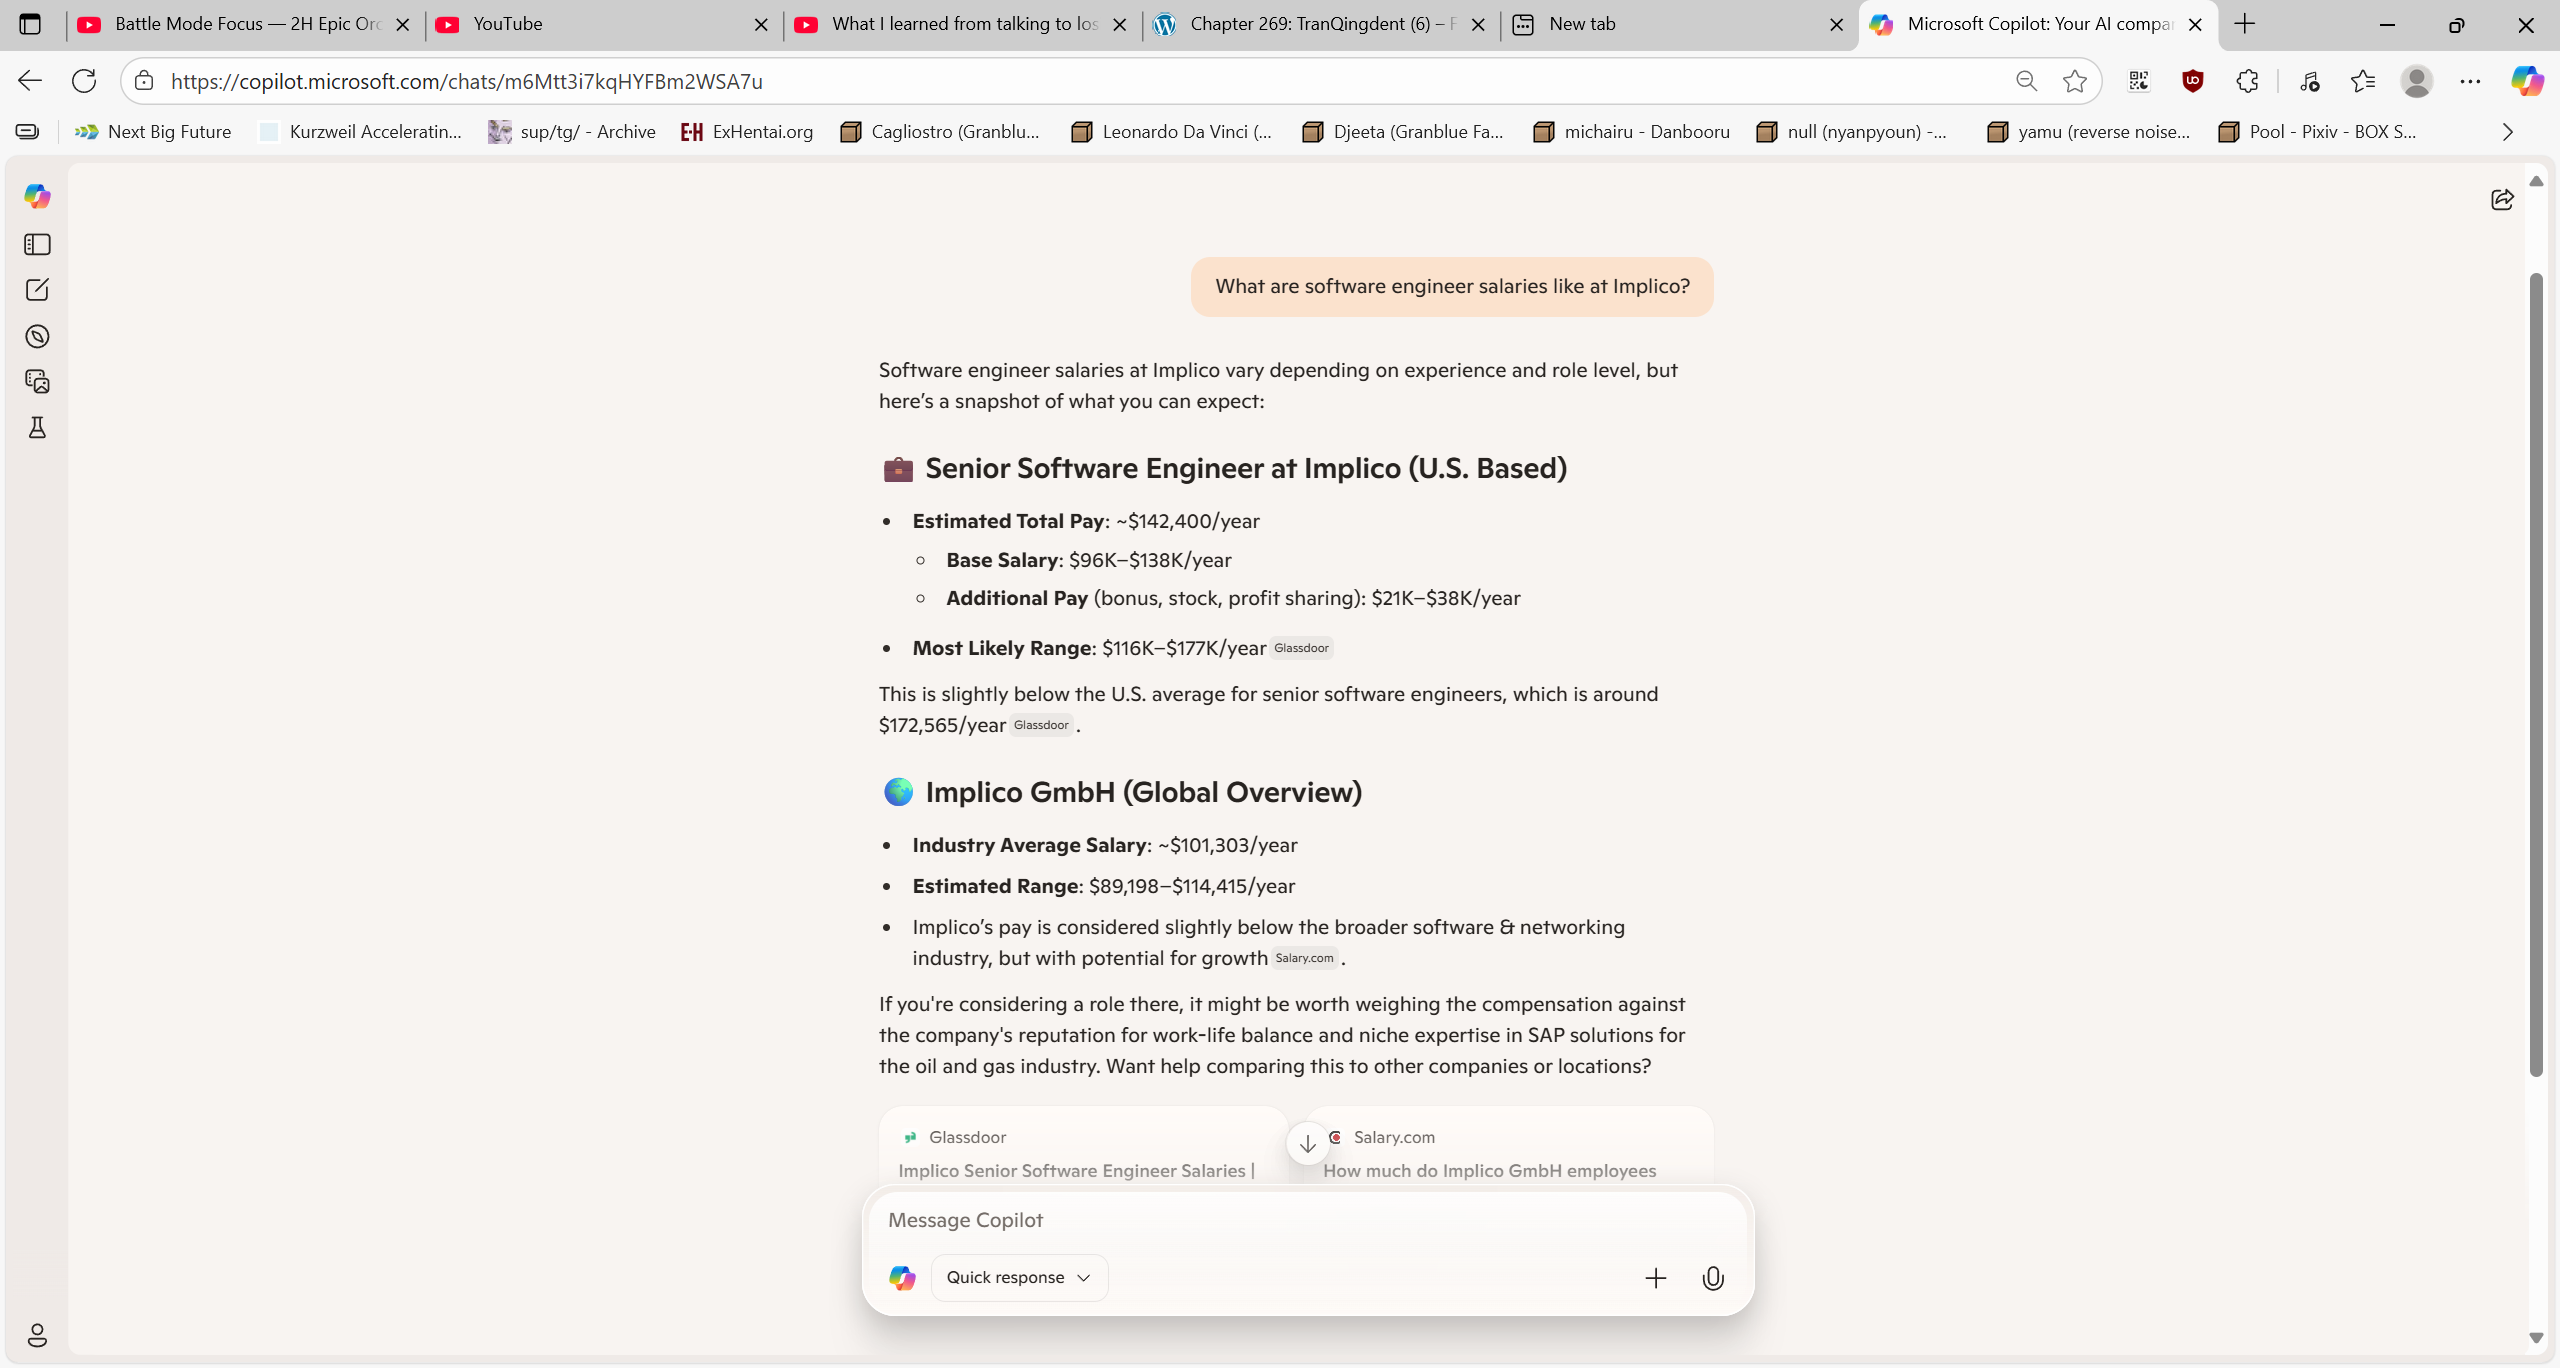 Battle Mode Focus — 2H Epic Orc
YouTube
What I learned from talking to los
Chapter 269: TranQingdent (6) – F
New tab
Microsoft Copilot: Your AI compan
https://copilot.microsoft.com/chats/m6Mtt3i7kqHYFBm2WSA7u
Next Big Future
Kurzweil Acceleratin...
sup/tg/ - Archive
E-H ExHentai.org
Cagliostro (Granblu...
Leonardo Da Vinci (...
Djeeta (Granblue Fa...
michairu - Danbooru
null (nyanpyoun) -...
yamu (reverse noise...
Pool - Pixiv - BOX S...
What are software engineer salaries like at Implico?
Software engineer salaries at Implico vary depending on experience and role level, but
here’s a snapshot of what you can expect:
Senior Software Engineer at Implico (U.S. Based)
• Estimated Total Pay: ~$142,400/year
◦ Base Salary: $96K–$138K/year
◦ Additional Pay (bonus, stock, profit sharing): $21K–$38K/year
• Most Likely Range: $116K–$177K/year Glassdoor
This is slightly below the U.S. average for senior software engineers, which is around
$172,565/year Glassdoor .
Implico GmbH (Global Overview)
• Industry Average Salary: ~$101,303/year
• Estimated Range: $89,198–$114,415/year
• Implico’s pay is considered slightly below the broader software & networking
industry, but with potential for growth Salary.com .
If you're considering a role there, it might be worth weighing the compensation against
the company's reputation for work-life balance and niche expertise in SAP solutions for
the oil and gas industry. Want help comparing this to other companies or locations?
Glassdoor
Implico Senior Software Engineer Salaries |
Salary.com
How much do Implico GmbH employees
Message Copilot
Quick response